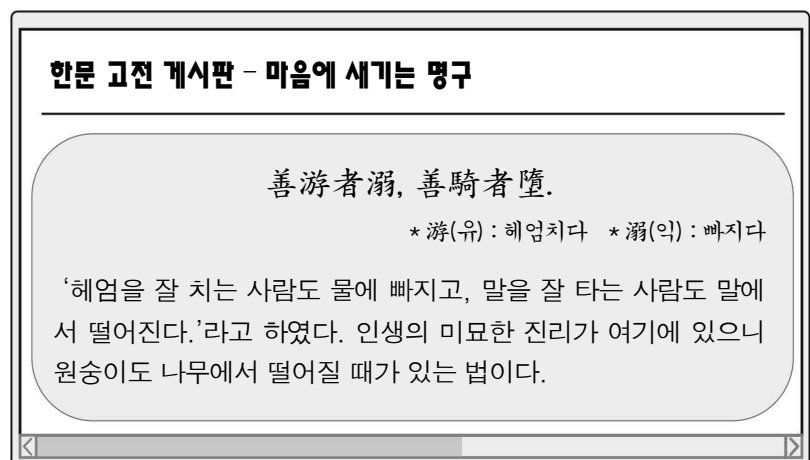 한문 고전 게시판 - 마음에 새기는 명구
善游者溺, 善騎者墮.
*游(유) : 헤엄치다 *溺(익) : 빠지다
‘헤엄을 잘 치는 사람도 물에 빠지고, 말을 잘 타는 사람도 말에
서 떨어진다.’라고 하였다. 인생의 미묘한 진리가 여기에 있으니
원숭이도 나무에서 떨어질 때가 있는 법이다.